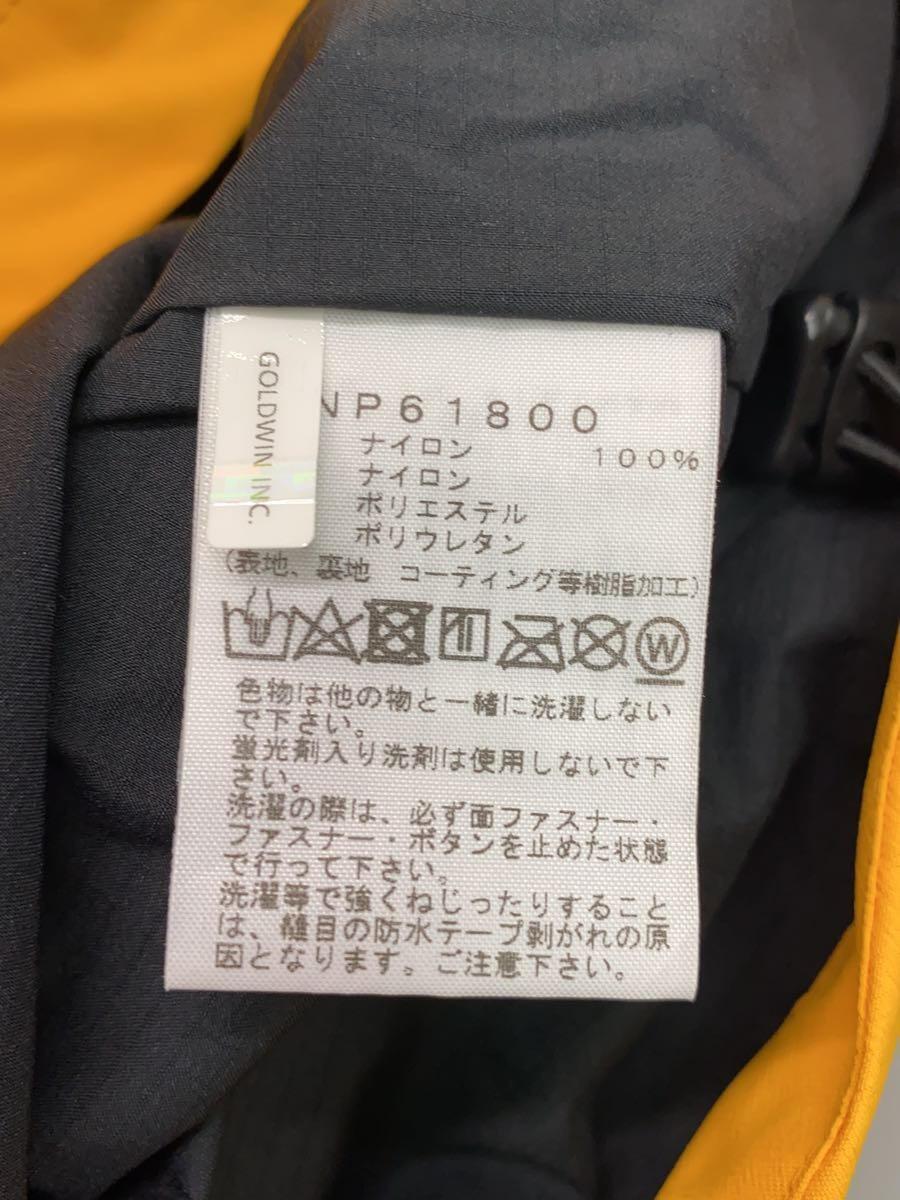 GOLDWIN INC.
NP61800
ナイロン 100%
ナイロン
ポリエステル
ポリウレタン
(表地、裏地 コーティング等樹脂加工)
W
色物は他の物と一緒に洗濯しない
で下さい。
蛍光剤入り洗剤は使用しないで下
さい。
洗濯の際は、必ず面ファスナー・
ファスナー・ボタンを止めた状態
で行って下さい。
洗濯等で強くねじったりすること
は、縫目の防水テープ剥がれの原
因となります。ご注意下さい。